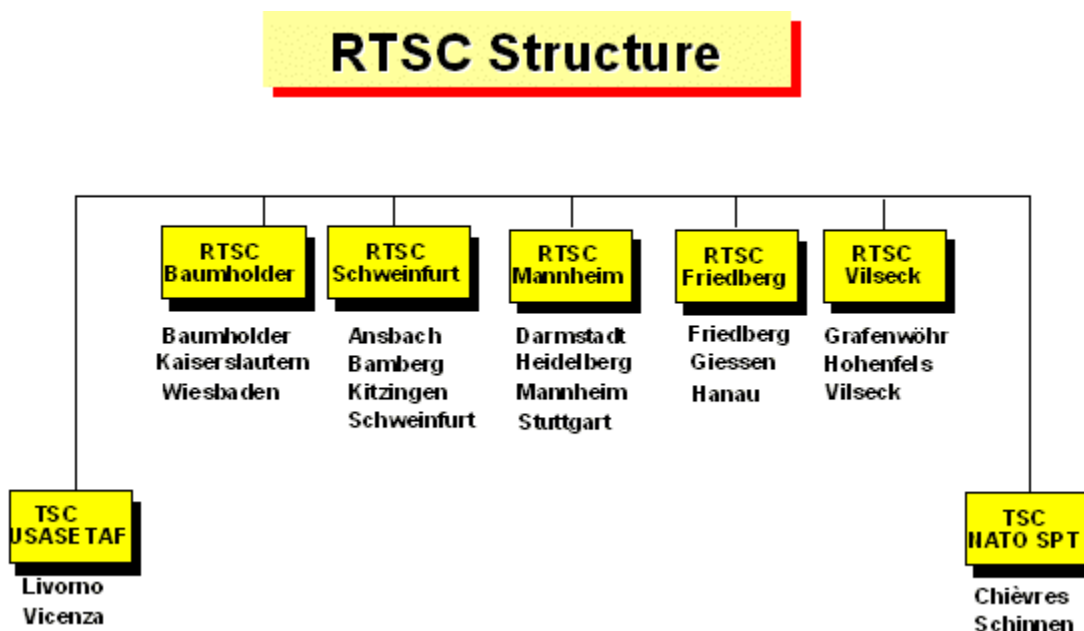 RTSC Structure
RTSC
Baumholder
RTSC
Schweinfurt
RTSC
Mannheim
RTSC
Friedberg
RTSC
Vilseck
Baumholder
Kaiserslautern
Wiesbaden
Ansbach
Bamberg
Kitzingen
Schweinfurt
Darmstadt
Heidelberg
Mannheim
Stuttgart
Friedberg
Giessen
Hanau
Grafenwöhr
Hohenfels
Vilseck
TSC
USASETAF
Livorno
Vicenza
TSC
NATO SPT
Chièvres
Schinnen